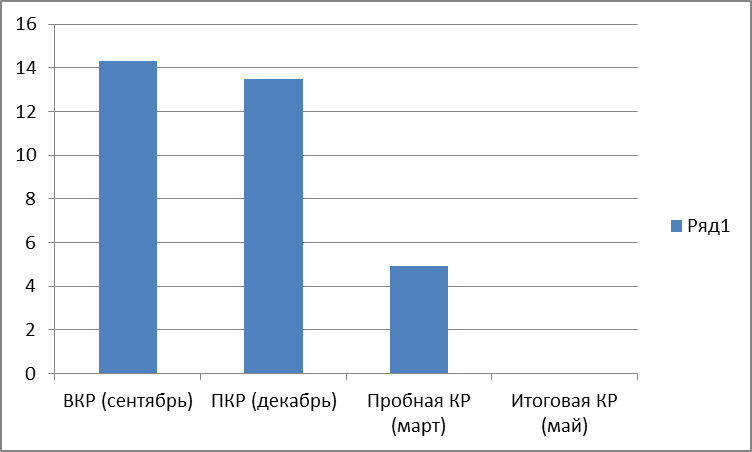 16
14
12
10
8
6
4
2
0
ВКР (сентябрь)
ПКР (декабрь)
Пробная КР
(март)
Итоговая КР
(май)
Ряд1